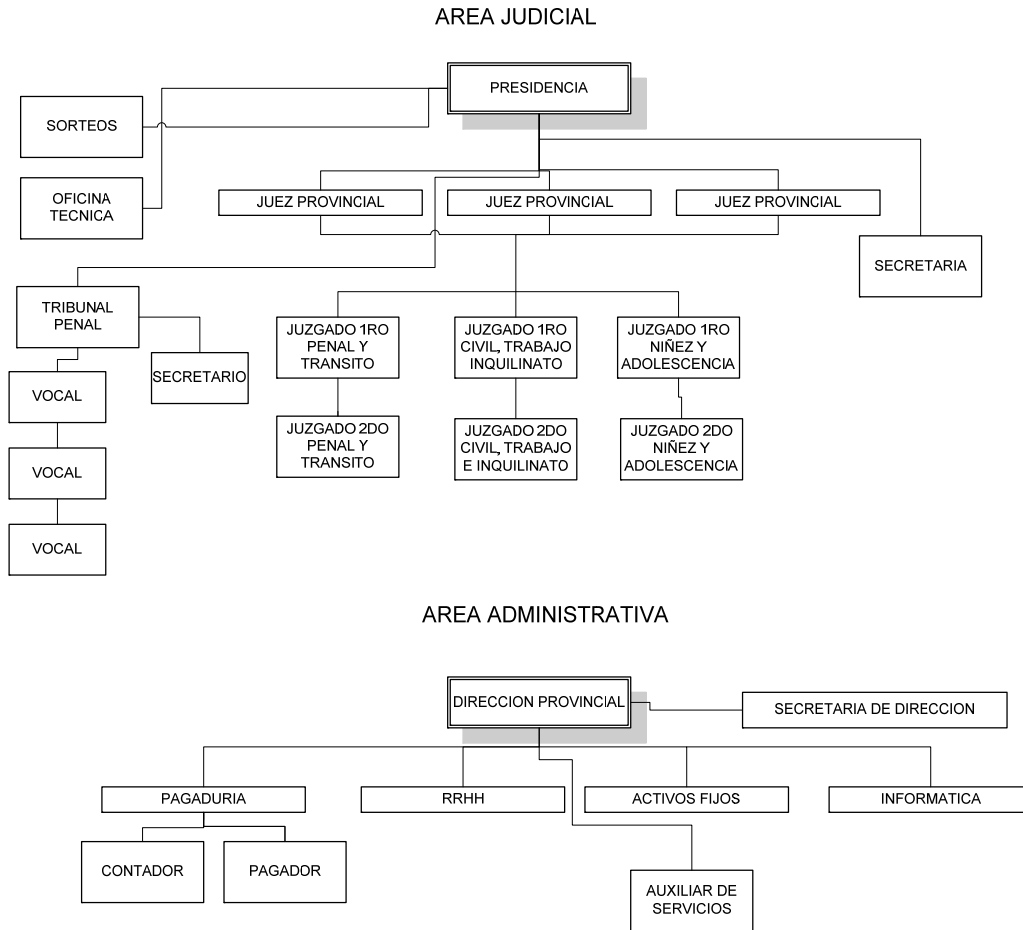 AREA JUDICIAL
PRESIDENCIA
SORTEOS
OFICINA
TECNICA
JUEZ PROVINCIAL
JUEZ PROVINCIAL
JUEZ PROVINCIAL
SECRETARIA
TRIBUNAL
PENAL
SECRETARIO
VOCAL
VOCAL
VOCAL
JUZGADO 1RO
PENAL Y
TRANSITO
JUZGADO 1RO
CIVIL, TRABAJO
INQUILINATO
JUZGADO 1RO
NIÑEZ Y
ADOLESCENCIA
JUZGADO 2DO
PENAL Y
TRANSITO
JUZGADO 2DO
CIVIL, TRABAJO
E INQUILINATO
JUZGADO 2DO
NIÑEZ Y
ADOLESCENCIA
AREA ADMINISTRATIVA
DIRECCION PROVINCIAL
SECRETARIA DE DIRECCION
PAGADURIA
RRHH
ACTIVOS FIJOS
INFORMATICA
CONTADOR
PAGADOR
AUXILIAR DE
SERVICIOS